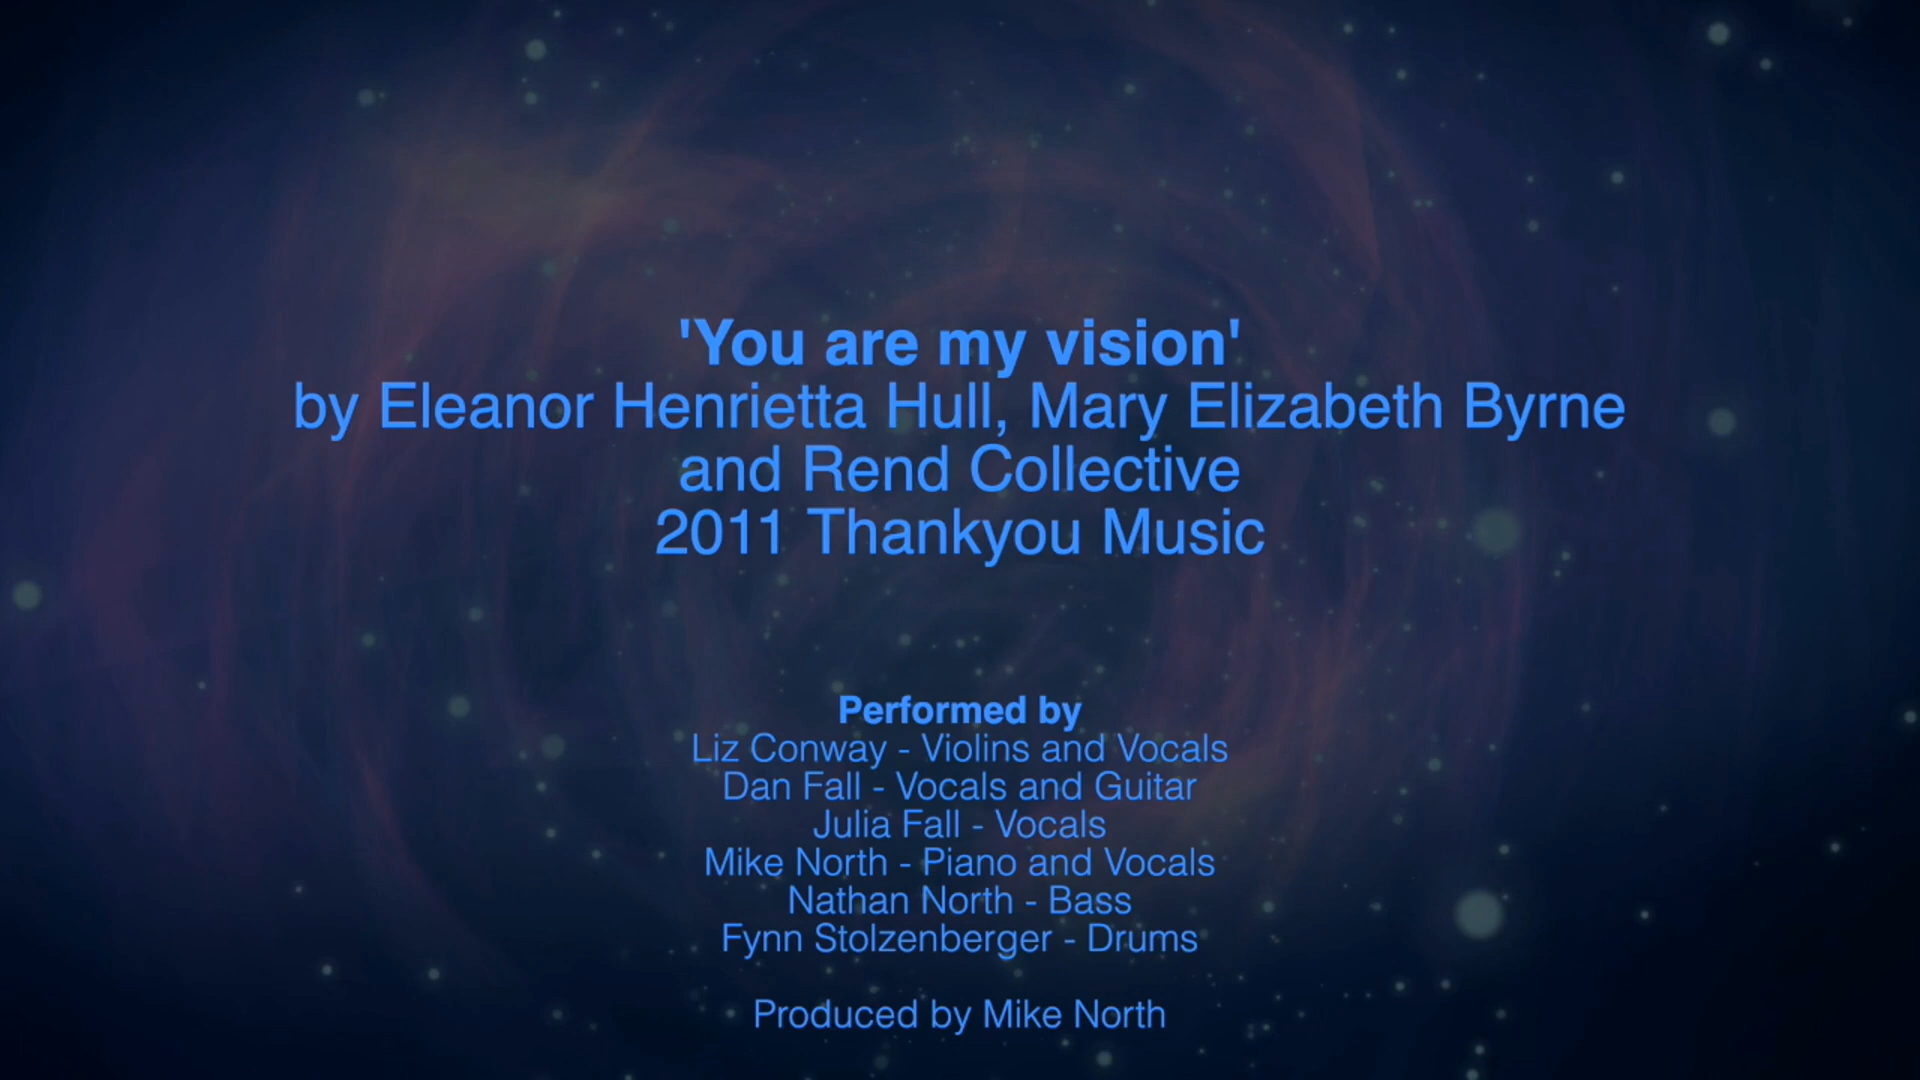 'You are my vision'
by Eleanor Henrietta Hull, Mary Elizabeth Byrne
and Rend Collective
2011 Thankyou Music
Performed by
Liz Conway - Violins and Vocals
Dan Fall - Vocals and Guitar
Julia Fall - Vocals
Mike North - Piano and Vocals
Nathan North - Bass
Fynn Stolzenberger - Drums
Produced by Mike North